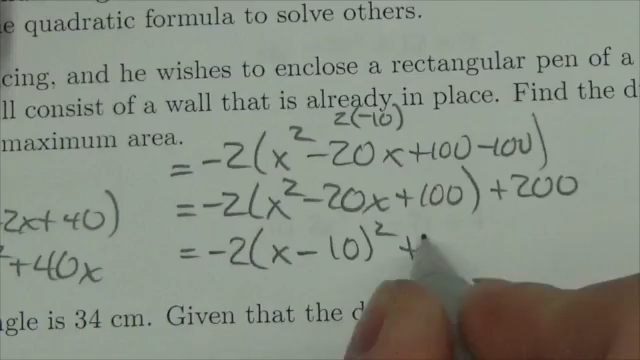 e quadratic formula to solve others.
cing, and he wishes to enclose a rectangular pen of a
ll consist of a wall that is already in place. Find the d
maximum area.
2(-10)
= -2(x² - 20x + 100 - 100)
2x + 40)
= -2(x² - 20x + 100) + 200
² + 40x
= -2(x - 10)² +
ngle is 34 cm. Given that the d